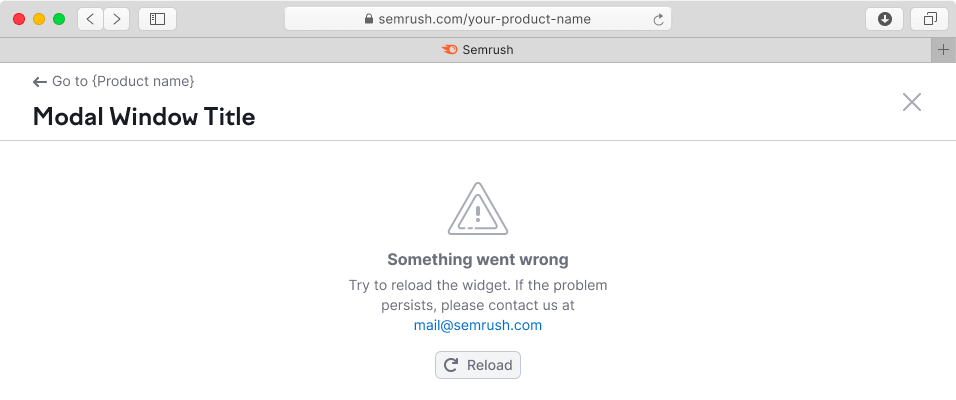 semrush.com/your-product-name
Semrush
Go to {Product name}
Modal Window Title
Something went wrong
Try to reload the widget. If the problem
persists, please contact us at
mail@semrush.com
Reload